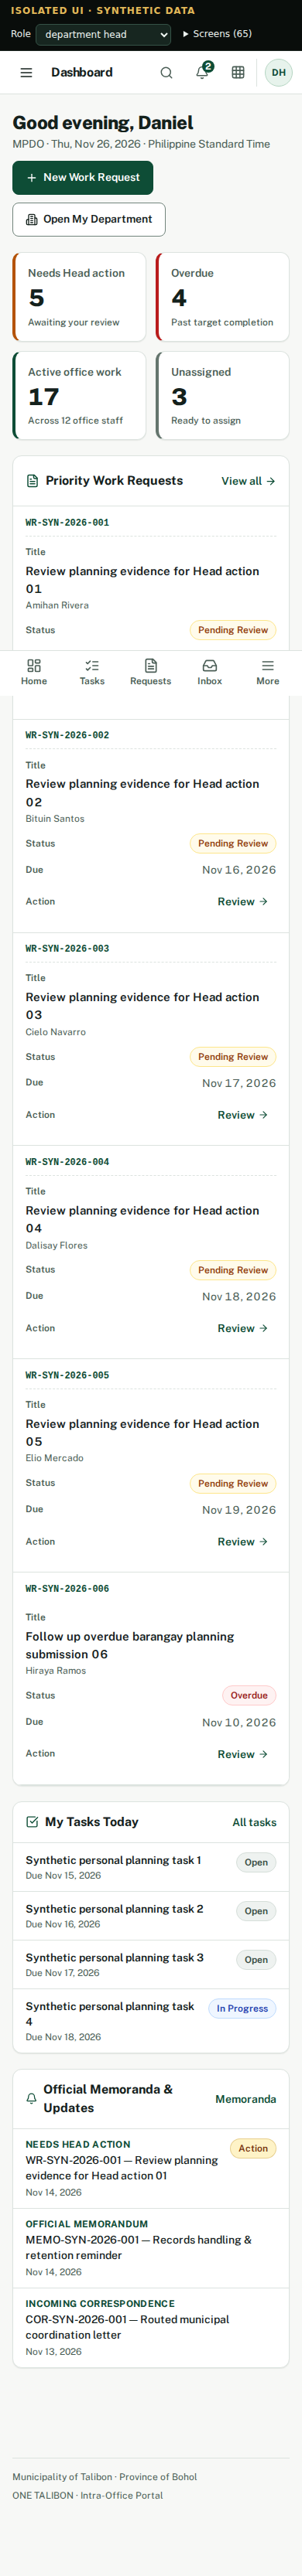 ISOLATED UI · SYNTHETIC DATA
Role department head ▶ Screens (65)
Dashboard 2 DH
Good evening, Daniel
MPDO · Thu, Nov 26, 2026 · Philippine Standard Time
+ New Work Request
Open My Department
Needs Head action
5
Awaiting your review
Overdue
4
Past target completion
Active office work
17
Across 12 office staff
Unassigned
3
Ready to assign
Priority Work Requests View all →
WR-SYN-2026-001
Title
Review planning evidence for Head action
01
Amihan Rivera
Status Pending Review
Home Tasks Requests Inbox More
WR-SYN-2026-002
Title
Review planning evidence for Head action
02
Bituin Santos
Status Pending Review
Due Nov 16, 2026
Action Review →
WR-SYN-2026-003
Title
Review planning evidence for Head action
03
Cielo Navarro
Status Pending Review
Due Nov 17, 2026
Action Review →
WR-SYN-2026-004
Title
Review planning evidence for Head action
04
Dalisay Flores
Status Pending Review
Due Nov 18, 2026
Action Review →
WR-SYN-2026-005
Title
Review planning evidence for Head action
05
Elio Mercado
Status Pending Review
Due Nov 19, 2026
Action Review →
WR-SYN-2026-006
Title
Follow up overdue barangay planning
submission 06
Hiraya Ramos
Status Overdue
Due Nov 10, 2026
Action Review →
My Tasks Today All tasks
Synthetic personal planning task 1 Open
Due Nov 15, 2026
Synthetic personal planning task 2 Open
Due Nov 16, 2026
Synthetic personal planning task 3 Open
Due Nov 17, 2026
Synthetic personal planning task In Progress
4
Due Nov 18, 2026
Official Memoranda &
Updates Memoranda
NEEDS HEAD ACTION Action
WR-SYN-2026-001 — Review planning
evidence for Head action 01
Nov 14, 2026
OFFICIAL MEMORANDUM
MEMO-SYN-2026-001 — Records handling &
retention reminder
Nov 14, 2026
INCOMING CORRESPONDENCE
COR-SYN-2026-001 — Routed municipal
coordination letter
Nov 13, 2026
Municipality of Talibon · Province of Bohol
ONE TALIBON · Intra-Office Portal